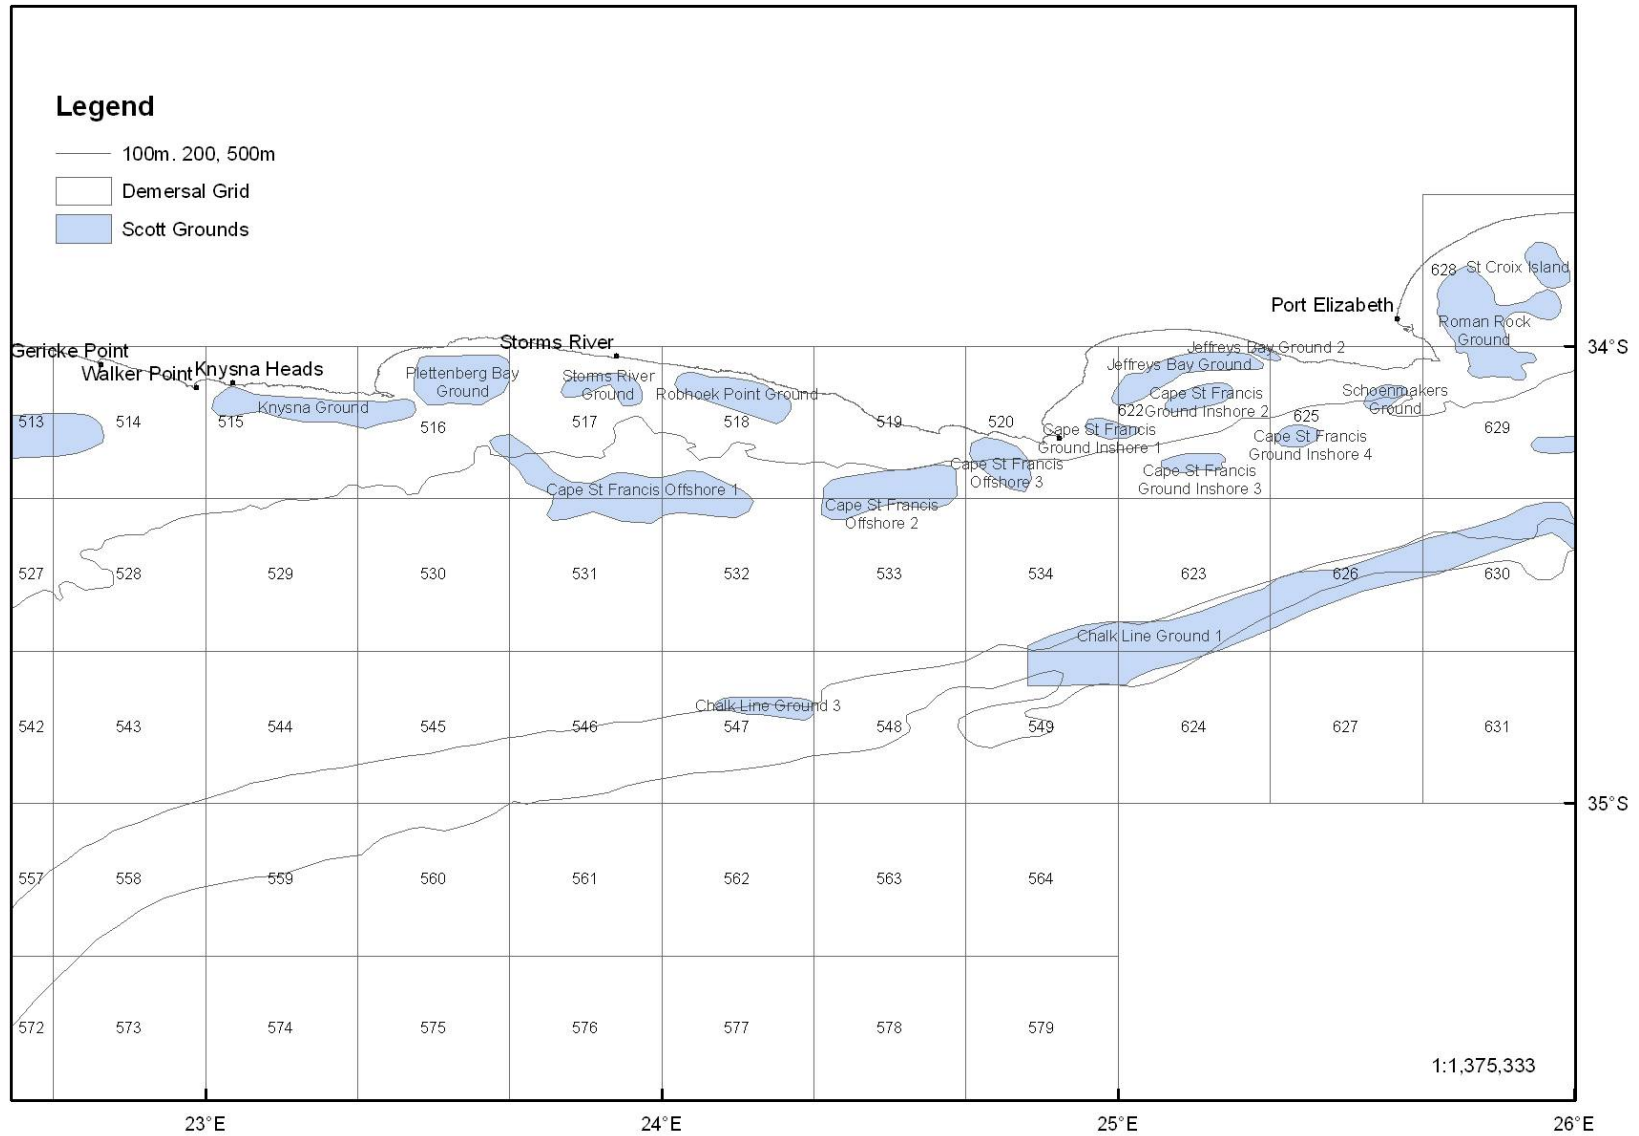 Legend
100m. 200, 500m
Demersal Grid
Scott Grounds
628
St Croix Island
Port Elizabeth
Roman Rock
Ground
34°S
Gericke Point
Walker Point
Knysna Heads
Storms River
Jeffreys Bay Ground 2
Jeffreys Bay Ground
Plettenberg Bay
Ground
Storms River
Ground
Robhoek Point Ground
Cape St Francis
Ground Inshore 2
Schoenmakers
Ground
Knysna Ground
513
514
515
516
517
518
519
520
622
625
629
Cape St Francis
Ground Inshore 1
Cape St Francis
Ground Inshore 4
Cape St Francis
Offshore 3
Cape St Francis
Ground Inshore 3
Cape St Francis Offshore 1
Cape St Francis
Offshore 2
527
528
529
530
531
532
533
534
623
626
630
Chalk Line Ground 1
Chalk Line Ground 3
542
543
544
545
546
547
548
549
624
627
631
35°S
557
558
559
560
561
562
563
564
572
573
574
575
576
577
578
579
1:1,375,333
23°E
24°E
25°E
26°E